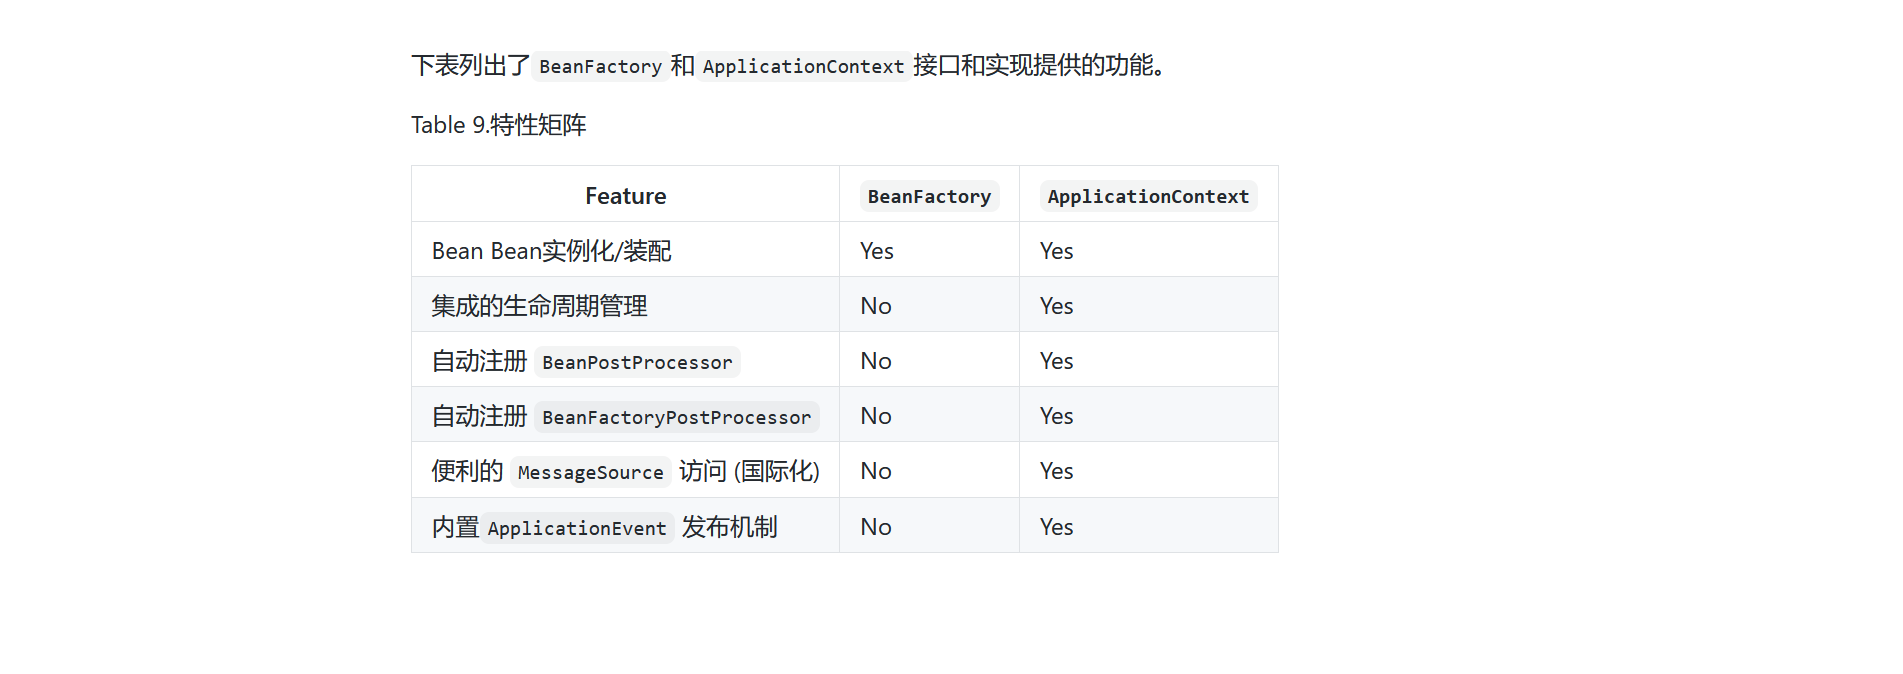 下表列出了 BeanFactory 和 ApplicationContext 接口和实现提供的功能。
Table 9.特性矩阵
Feature BeanFactory ApplicationContext
Bean Bean实例化/装配 Yes Yes
集成的生命周期管理 No Yes
自动注册 BeanPostProcessor No Yes
自动注册 BeanFactoryPostProcessor No Yes
便利的 MessageSource 访问 (国际化) No Yes
内置 ApplicationEvent 发布机制 No Yes